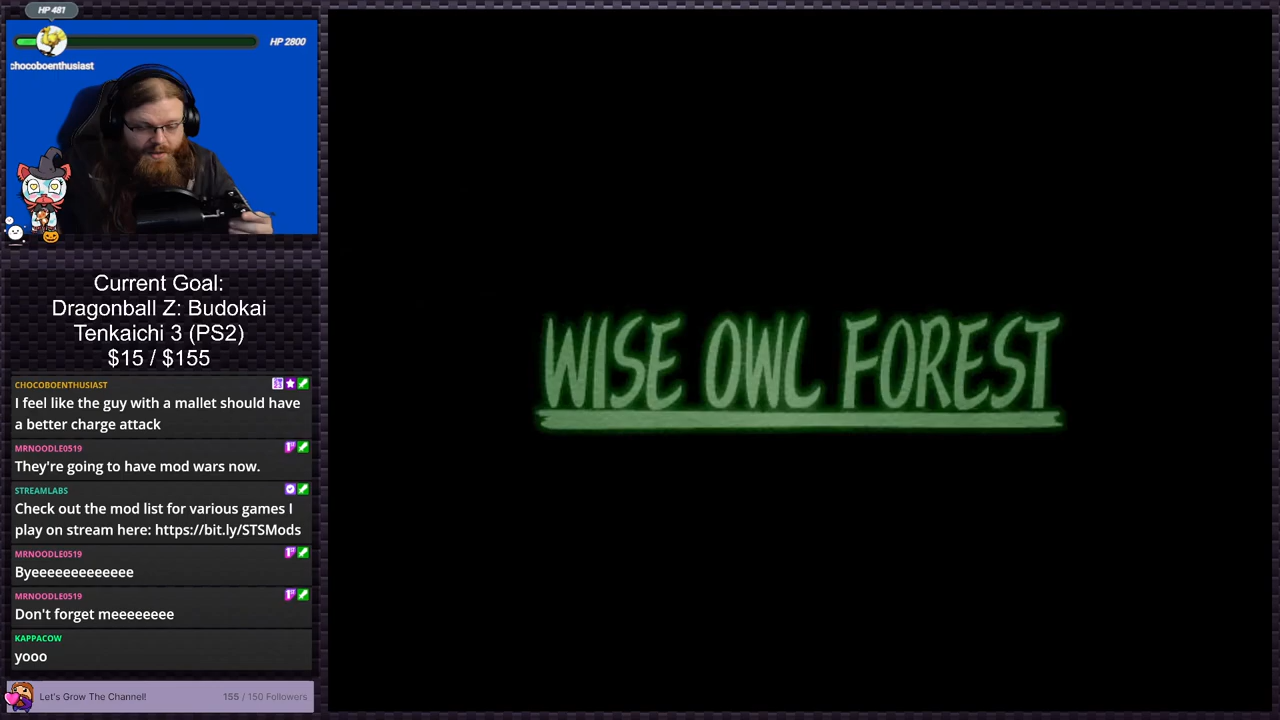 HP 481
HP 2800
chocoboenthusiast
Current Goal:
Dragonball Z: Budokai
Tenkaichi 3 (PS2)
$15 / $155
CHOCOBOENTHUSIAST
I feel like the guy with a mallet should have
a better charge attack
MRNOODLE0519
They're going to have mod wars now.
STREAMLABS
Check out the mod list for various games I
play on stream here: https://bit.ly/STSMods
MRNOODLE0519
Byeeeeeeeeeeeee
MRNOODLE0519
Don't forget meeeeeeee
KAPPACOW
yooo
Let's Grow The Channel!
155 / 150 Followers
WISE OWL FOREST